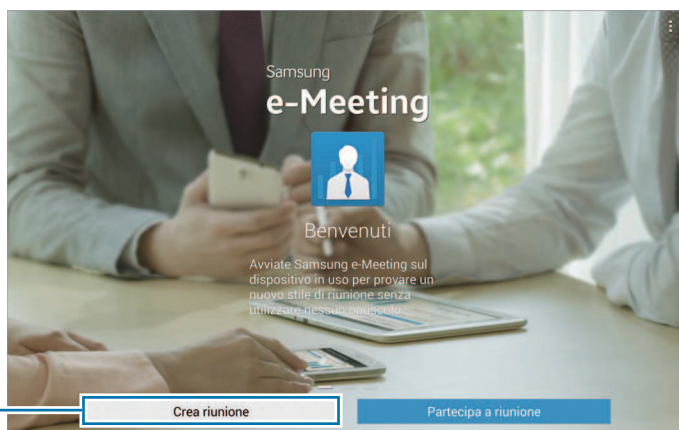 Samsung
e-Meeting
Benvenuti
Avviate Samsung e-Meeting sul
dispositivo in uso per provare un
nuovo stile di riunione senza
utilizzare nessun opuscolo.
Crea riunione
Partecipa a riunione